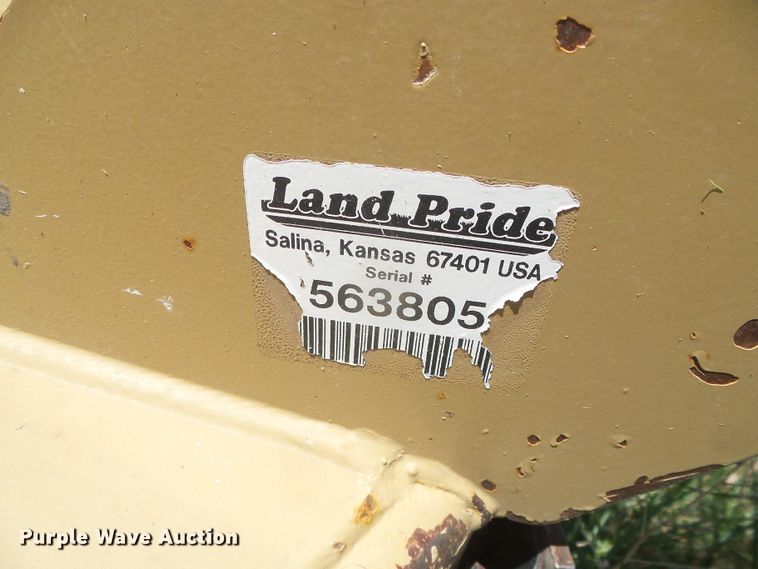 Land Pride
Salina, Kansas 67401 USA
Serial #
563805
Purple Wave Auction